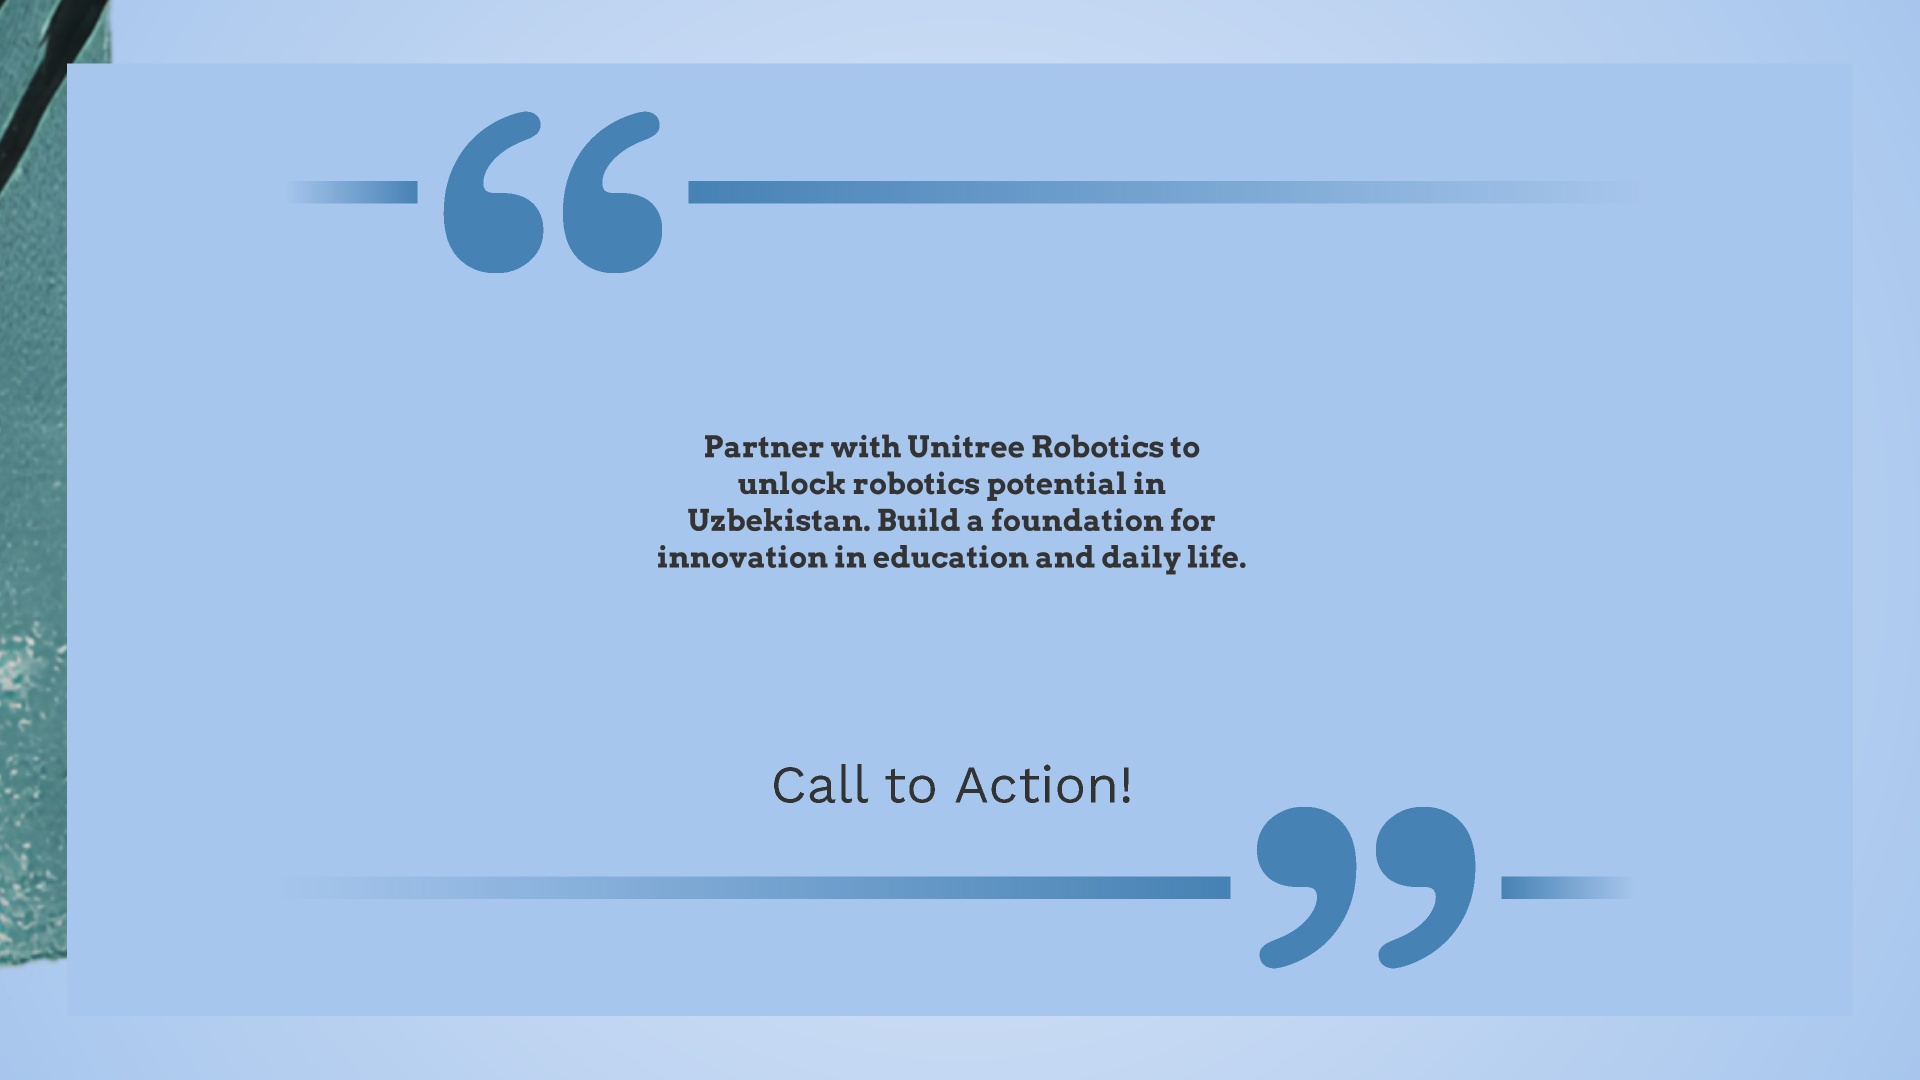 Partner with Unitree Robotics to
unlock robotics potential in
Uzbekistan. Build a foundation for
innovation in education and daily life.
Call to Action!